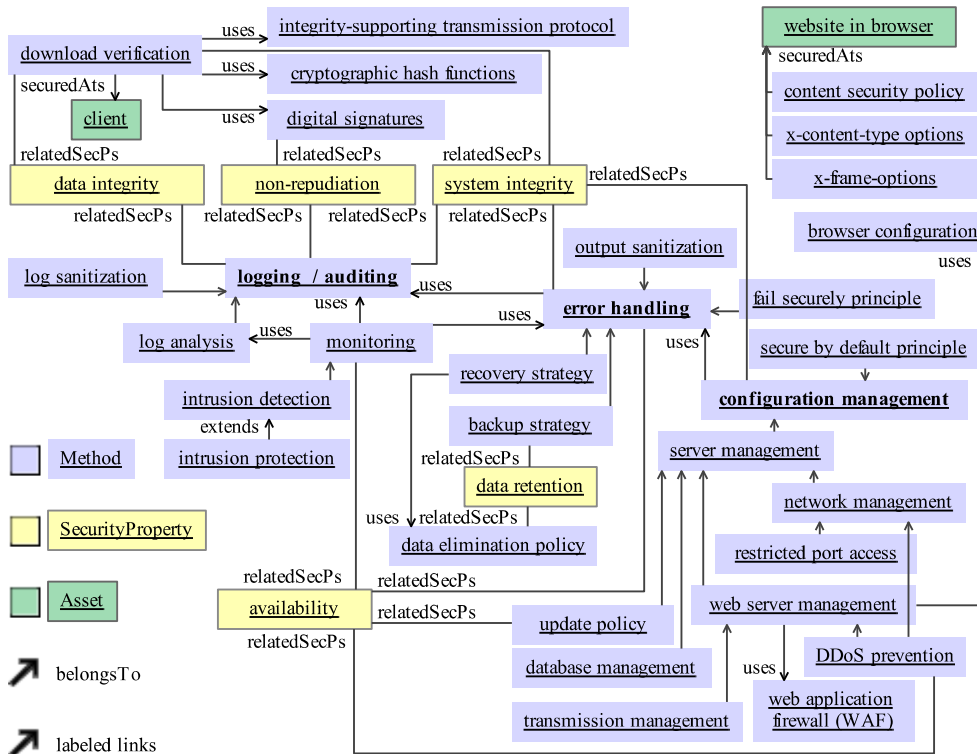 uses
integrity-supporting transmission protocol
website in browser
download verification
securedAts
uses
cryptographic hash functions
securedAts
content security policy
client
uses
digital signatures
x-content-type options
relatedSecPs
relatedSecPs
relatedSecPs
relatedSecPs
data integrity
non-repudiation
system integrity
x-frame-options
relatedSecPs
relatedSecPs
relatedSecPs
relatedSecPs
browser configuration
output sanitization
uses
log sanitization
logging / auditing
uses
uses
error handling
fail securely principle
uses
uses
log analysis
monitoring
uses
secure by default principle
recovery strategy
intrusion detection
configuration management
extends
backup strategy
intrusion protection
relatedSecPs
server management
Method
data retention
network management
uses
relatedSecPs
SecurityProperty
data elimination policy
restricted port access
relatedSecPs
relatedSecPs
Asset
availability
relatedSecPs
web server management
update policy
relatedSecPs
belongsTo
database management
uses
DDoS prevention
web application
firewall (WAF)
transmission management
labeled links